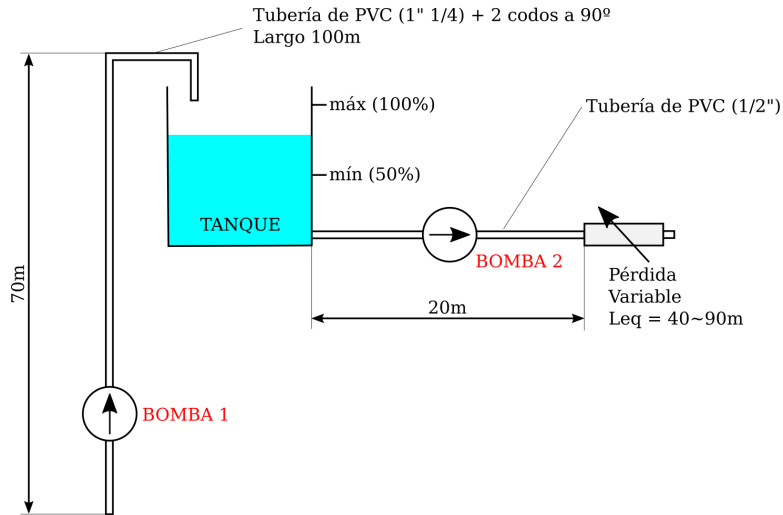 Tubería de PVC (1" 1/4) + 2 codos a 90º
Largo 100m
máx (100%)
Tubería de PVC (1/2")
mín (50%)
TANQUE
BOMBA 2
70m
Pérdida
Variable
Leq = 40~90m
20m
BOMBA 1